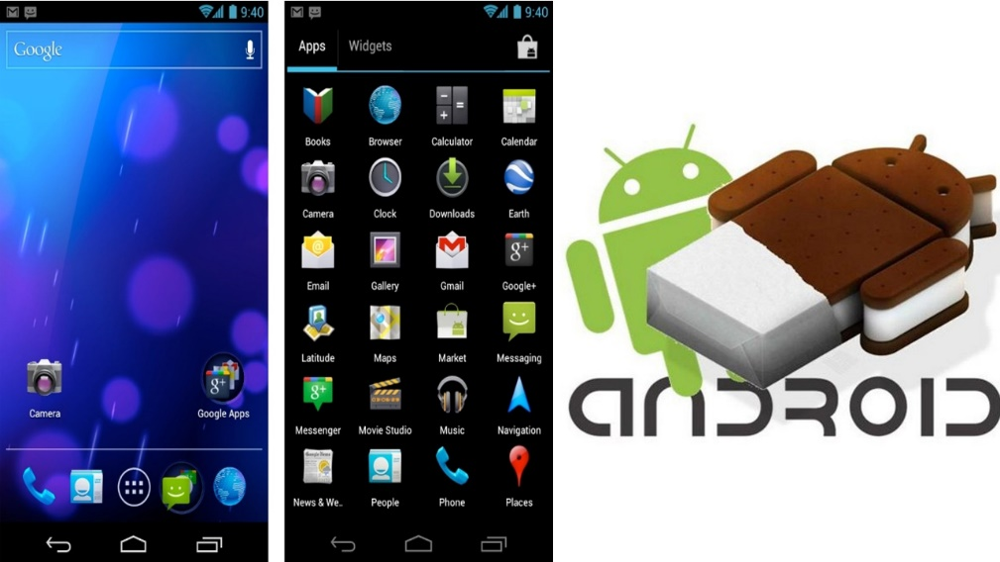 9:40
Google
Camera
Google Apps
g+
9:40
Apps
Widgets
Books
Browser
Calculator
Calendar
Camera
Clock
Downloads
Earth
Email
Gallery
Gmail
Google+
g+
Latitude
Maps
Market
Messaging
Messenger
Movie Studio
Music
Navigation
g+
News & We..
People
Phone
Places
ANDROID